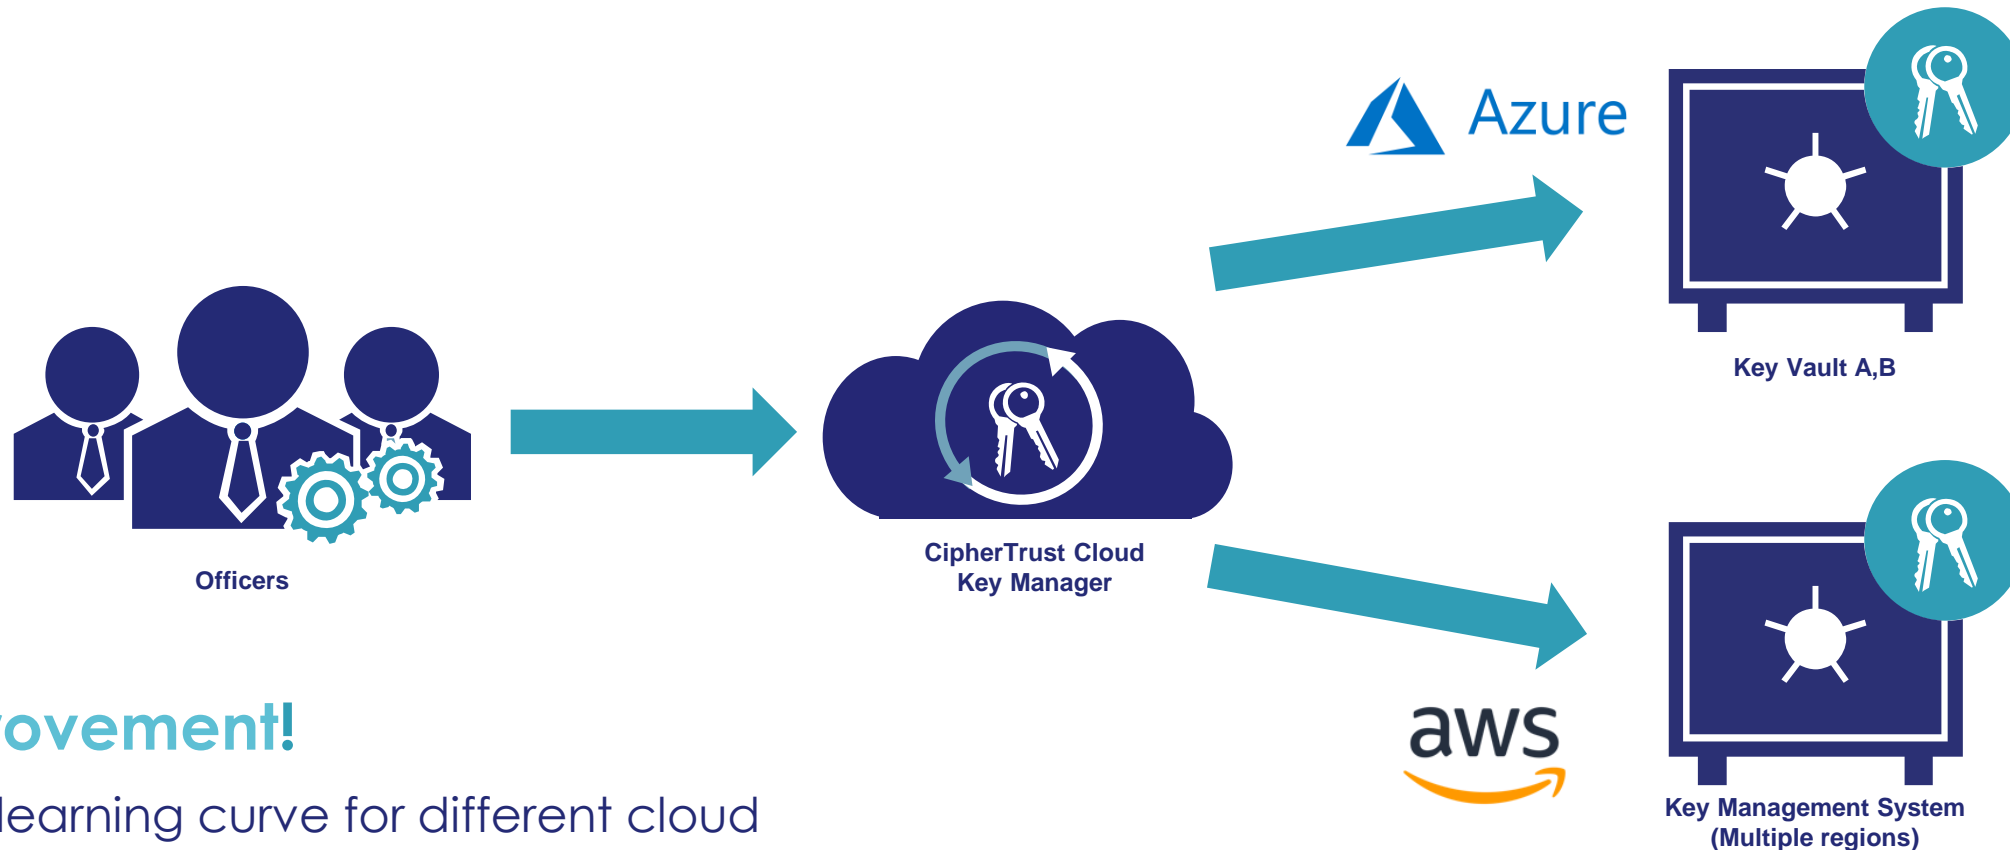 Azure
Key Vault A,B
CipherTrust Cloud
Key Manager
Officers
aws
Key Management System
(Multiple regions)
learning curve for different cloud